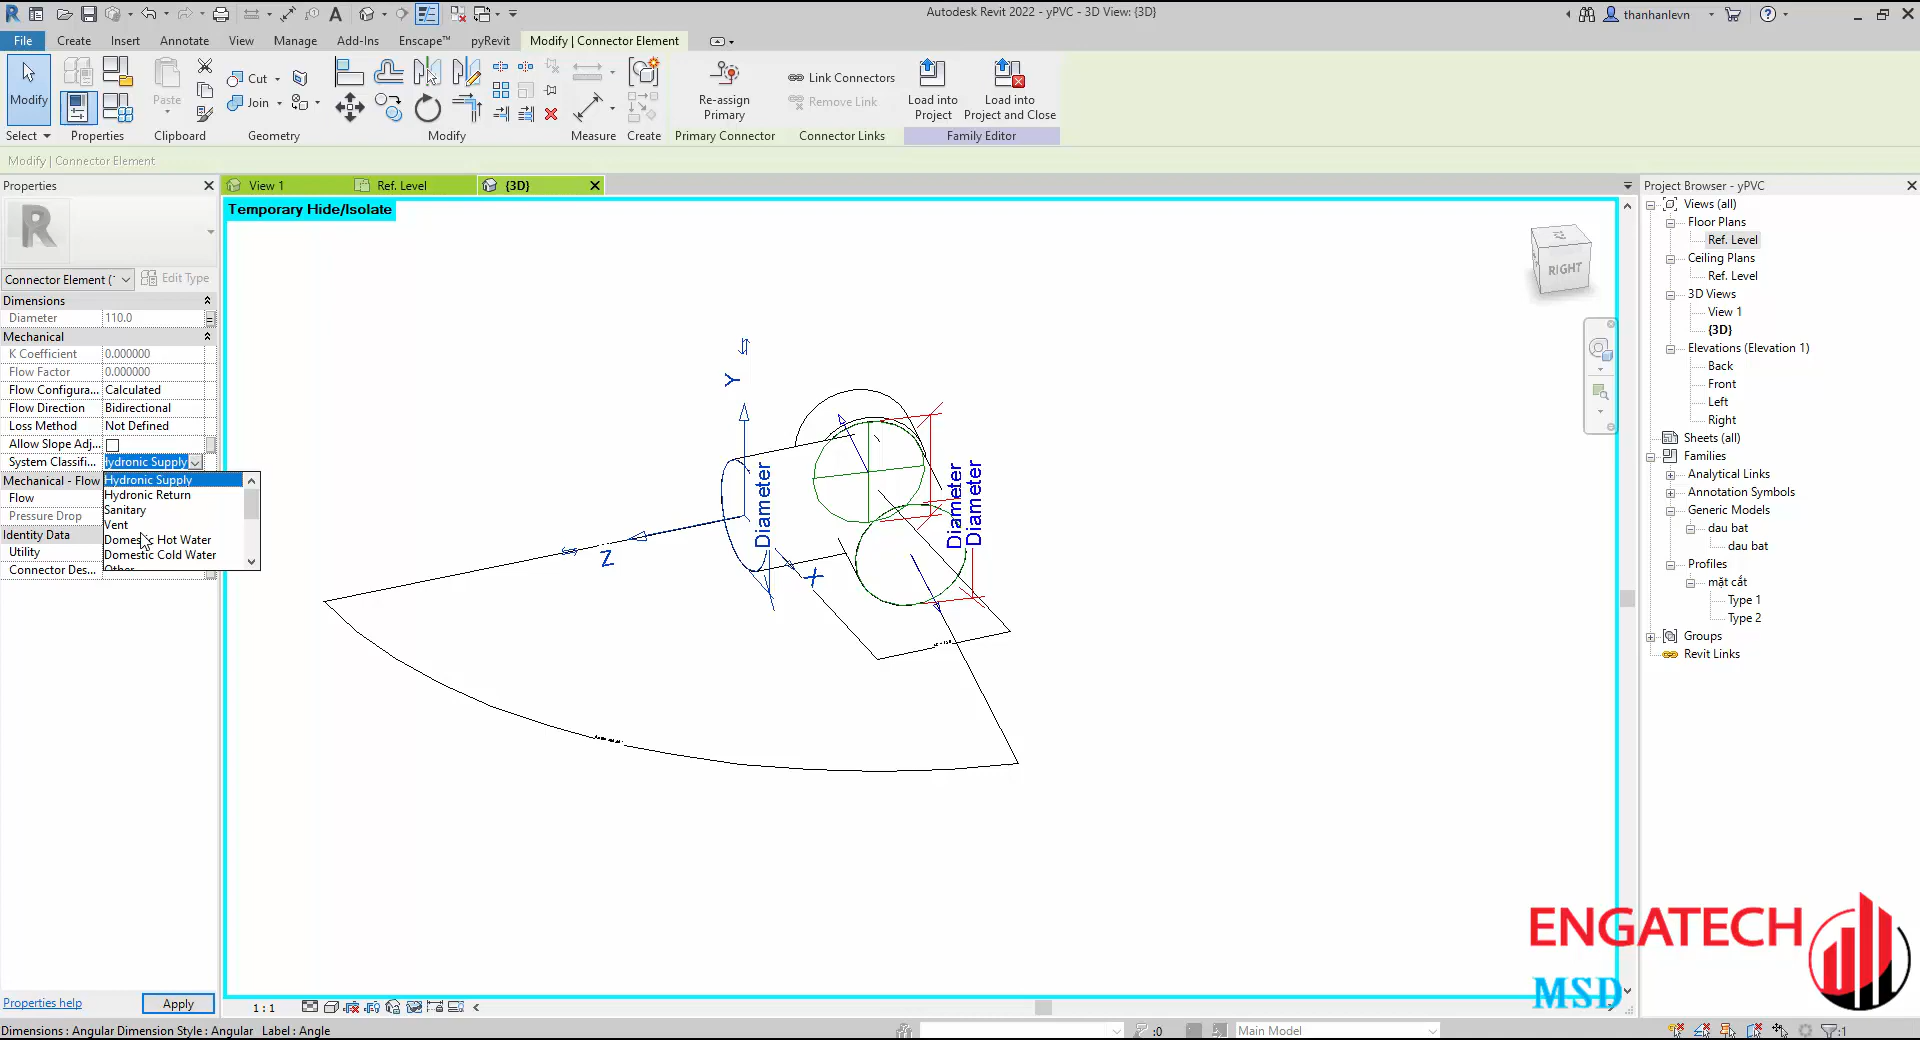 Autodesk Revit 2022 - yPVC - 3D View: {3D}
thanhanlevn
File
Create
Insert
Annotate
View
Manage
Add-Ins
Enscape™
pyRevit
Modify | Connector Element
Modify
Paste
Cut
Join
Re-assign
Primary
Link Connectors
Remove Link
Load into
Project
Load into
Project and Close
Select
Properties
Clipboard
Geometry
Modify
Measure
Create
Primary Connector
Connector Links
Family Editor
Modify | Connector Element
Properties
View 1
Ref. Level
{3D}
Project Browser - yPVC
Temporary Hide/Isolate
Connector Element ('
Edit Type
Dimensions
Diameter 110.0
Mechanical
K Coefficient 0.000000
Flow Factor 0.000000
Flow Configura... Calculated
Flow Direction Bidirectional
Loss Method Not Defined
Allow Slope Adj...
System Classifi... ydronic Supply
Mechanical - Flow
Flow
Pressure Drop
Identity Data
Utility
Connector Des...
Hydronic Supply
Hydronic Return
Sanitary
Vent
Domestic Hot Water
Domestic Cold Water
Other
Properties help
Apply
Y
Z
X
Diameter
Diameter
Diameter
RIGHT
Views (all)
Floor Plans
Ref. Level
Ceiling Plans
Ref. Level
3D Views
View 1
{3D}
Elevations (Elevation 1)
Back
Front
Left
Right
Sheets (all)
Families
Analytical Links
Annotation Symbols
Generic Models
dau bat
dau bat
Profiles
mặt cắt
Type 1
Type 2
Groups
Revit Links
ENGATECH
MSD
1 : 1
Dimensions : Angular Dimension Style : Angular Label : Angle
:0
Main Model
:1